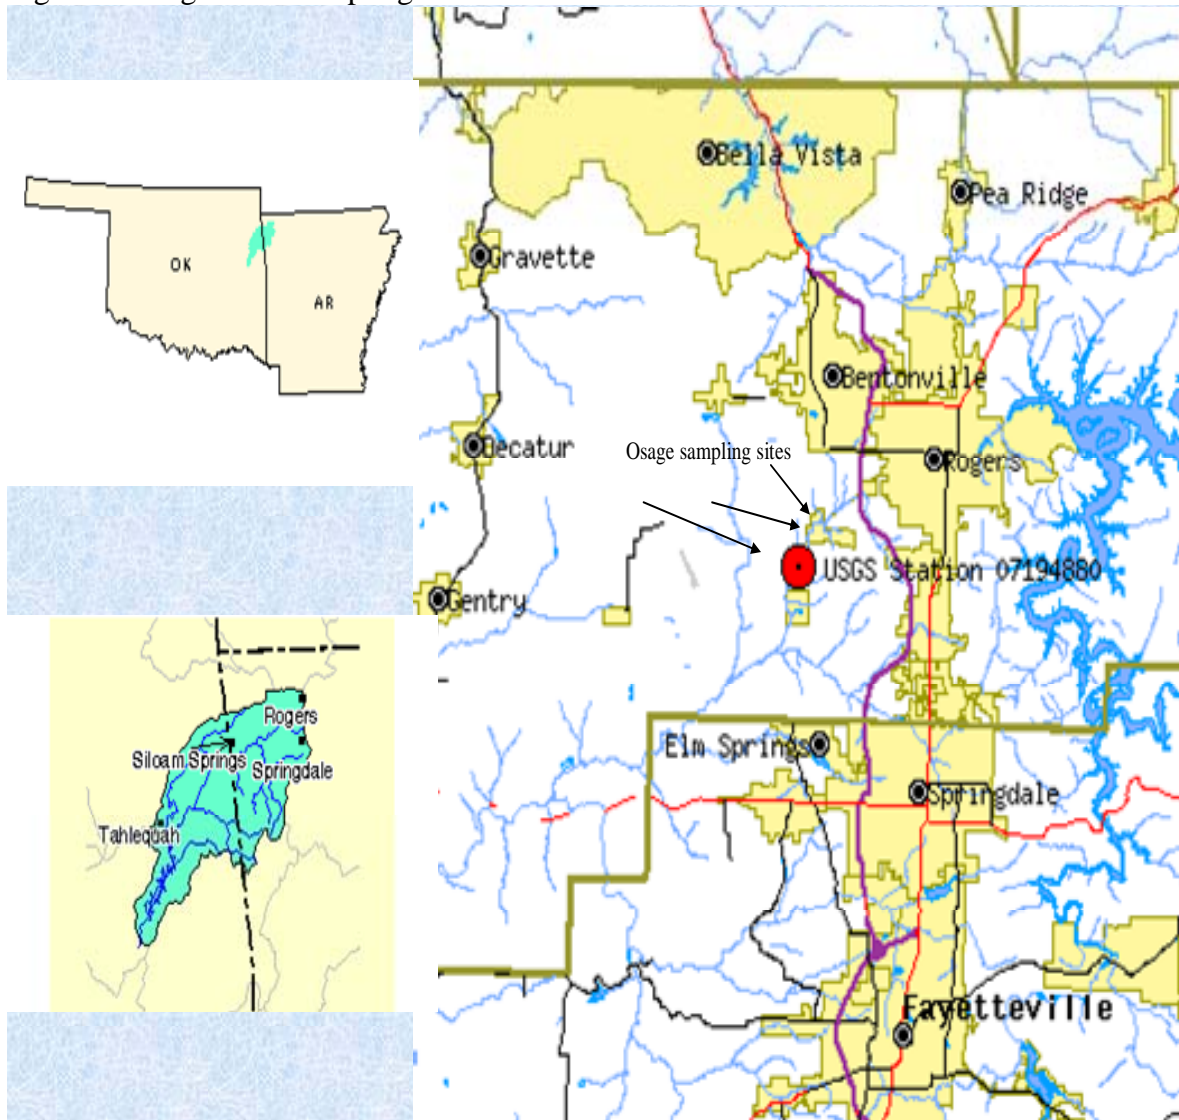 Bella Vista
Pea Ridge
Gravette
OK
AR
Bentonville
Decatur
Osage sampling sites
Rogers
USGS Station 07194880
Gentry
Rogers
Siloam Springs
Springdale
Tahlequah
Elm Springs
Springdale
Fayetteville